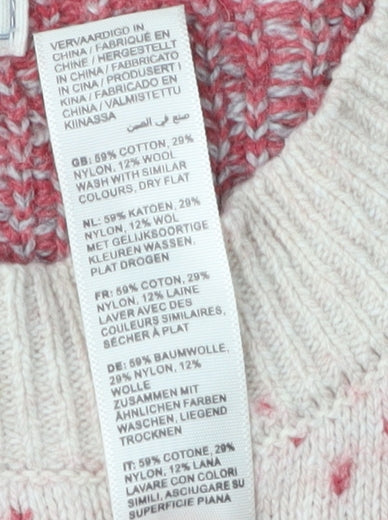 VERVAARDIGD IN
CHINA / FABRIQUÉ EN
CHINE / HERGESTELLT
IN CHINA / FABBRICATO
IN CINA / PRODUSERT I
KINA / FABRICADO EN
CHINA / VALMISTETTU
KIINASSA
صنع في الصين
GB: 59% COTTON, 29%
NYLON, 12% WOOL
WASH WITH SIMILAR
COLOURS, DRY FLAT
NL: 59% KATOEN, 29%
NYLON, 12% WOL
MET GELIJKSOORTIGE
KLEUREN WASSEN,
PLAT DROGEN
FR: 59% COTON, 29%
NYLON, 12% LAINE
LAVER AVEC DES
COULEURS SIMILAIRES,
SÉCHER À PLAT
DE: 59% BAUMWOLLE,
29% NYLON, 12%
WOLLE
ZUSAMMEN MIT
ÄHNLICHEN FARBEN
WASCHEN, LIEGEND
TROCKNEN
IT: 59% COTONE, 29%
NYLON, 12% LANA
LAVARE CON COLORI
SIMILI, ASCIUGARE SU
SUPERFICIE PIANA